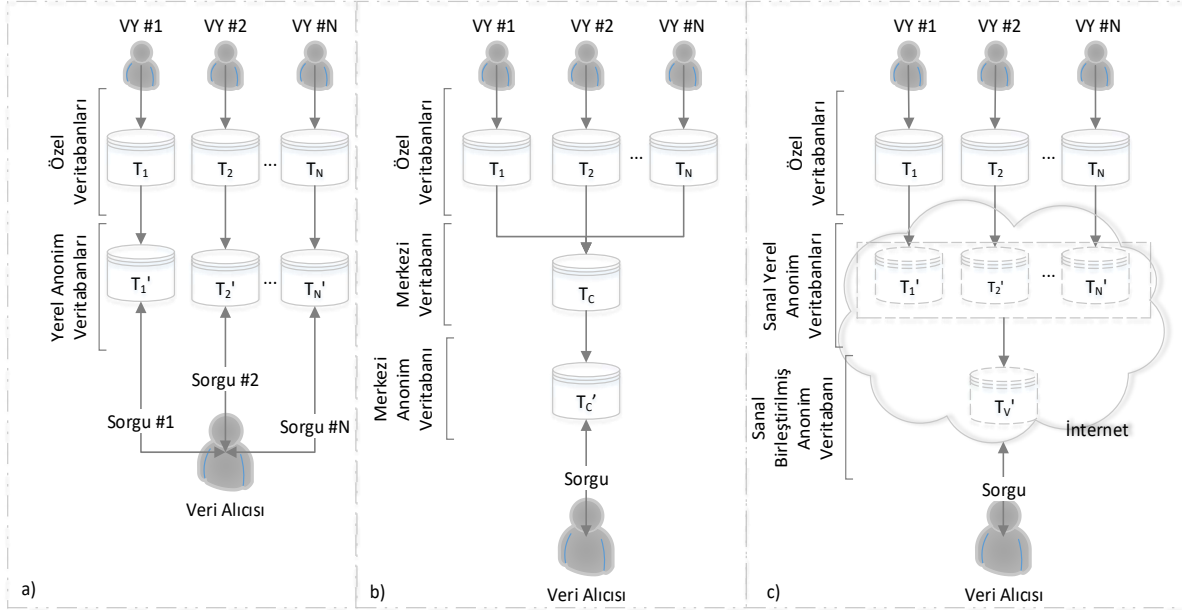 VY #1
VY #2
VY #N
Özel
Veritabanları
T1
T2
...
TN
Yerel Anonim
Veritabanları
T1'
T2'
...
TN'
Sorgu #2
Sorgu #1
Sorgu #N
Veri Alıcısı
a)
VY #1
VY #2
VY #N
Özel
Veritabanları
T1
T2
...
TN
Merkezi
Veritabanı
TC
Merkezi
Anonim
Veritabanı
TC’
Sorgu
Veri Alıcısı
b)
VY #1
VY #2
VY #N
Özel
Veritabanları
T1
T2
...
TN
Sanal Yerel
Anonim
Veritabanları
T1'
T2'
...
TN'
Sanal
Birleştirilmiş
Anonim
Veritabanı
TV'
İnternet
Sorgu
Veri Alıcısı
c)